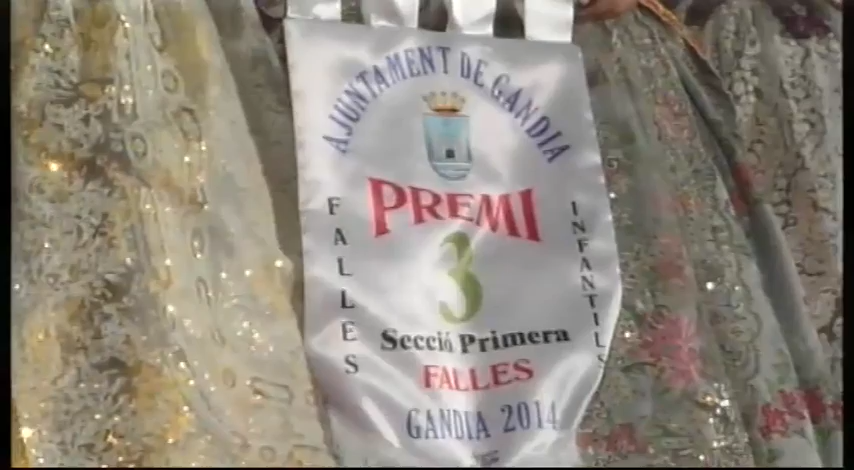 AJUNTAMENT DE GANDIA
PREMI
3
FALLES
INFANTILS
Secció Primera
FALLES
GANDIA 2014